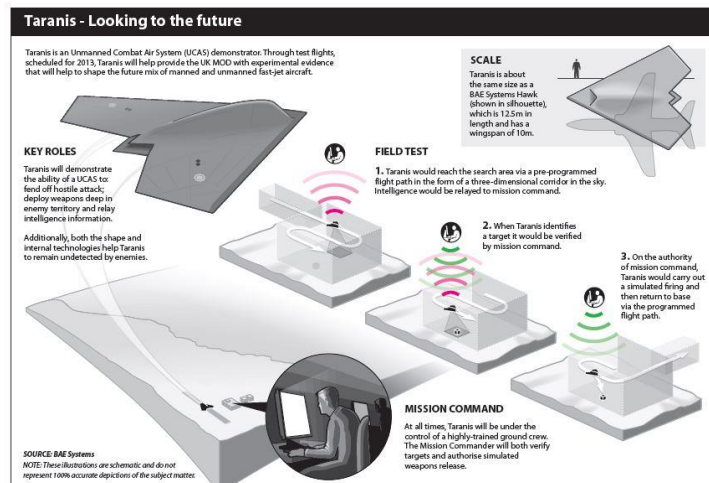 Taranis - Looking to the future
Taranis is an Unmanned Combat Air System (UCAS) demonstrator. Through test flights,
scheduled for 2013, Taranis will help provide the UK MOD with experimental evidence
that will help to shape the future mix of manned and unmanned fast-jet aircraft.
SCALE
Taranis is about
the same size as a
BAE Systems Hawk
(shown in silhouette),
which is 12.5m in
length and has a
wingspan of 10m.
KEY ROLES
Taranis will demonstrate
the ability of a UCAS to:
fend off hostile attack;
deploy weapons deep in
enemy territory and relay
intelligence information.
Additionally, both the shape and
internal technologies help Taranis
to remain undetected by enemies.
FIELD TEST
1. Taranis would reach the search area via a pre-programmed
flight path in the form of a three-dimensional corridor in the sky.
Intelligence would be relayed to mission command.
2. When Taranis identifies
a target it would be verified
by mission command.
3. On the authority
of mission command,
Taranis would carry out
a simulated firing and
then return to base
via the programmed
flight path.
MISSION COMMAND
At all times, Taranis will be under the
control of a highly-trained ground crew.
The Mission Commander will both verify
targets and authorise simulated
weapons release.
SOURCE: BAE Systems
NOTE: These illustrations are schematic and do not
represent 100% accurate depictions of the subject matter.